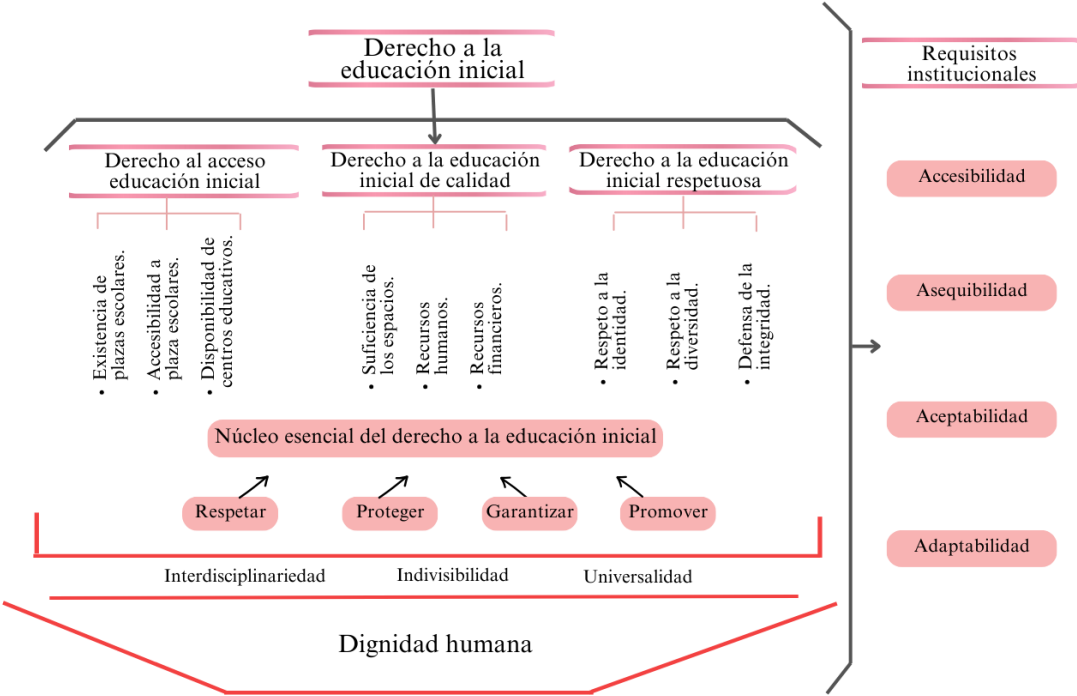 Derecho a la
educación inicial
Requisitos
institucionales
Derecho al acceso
educación inicial
Derecho a la educación
inicial de calidad
Derecho a la educación
inicial respetuosa
• Existencia de
plazas escolares.
• Accesibilidad a
plaza escolares.
• Disponibilidad de
centros educativos.
• Suficiencia de
los espacios.
• Recursos
humanos.
• Recursos
financieros.
• Respeto a la
identidad.
• Respeto a la
diversidad.
• Defensa de la
integridad.
Núcleo esencial del derecho a la educación inicial
Respetar
Proteger
Garantizar
Promover
Interdisciplinariedad
Indivisibilidad
Universalidad
Dignidad humana
Accesibilidad
Asequibilidad
Aceptabilidad
Adaptabilidad